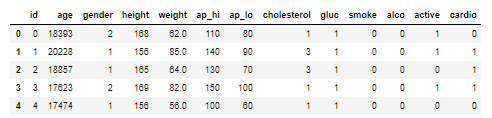 id age gender height weight ap_hi ap_lo cholesterol gluc smoke alco active cardio
0 0 18393 2 168 62.0 110 80 1 1 0 0 1 0
1 1 20228 1 156 85.0 140 90 3 1 0 0 1 1
2 2 18857 1 165 64.0 130 70 3 1 0 0 0 1
3 3 17623 2 169 82.0 150 100 1 1 0 0 1 1
4 4 17474 1 156 56.0 100 60 1 1 0 0 0 0